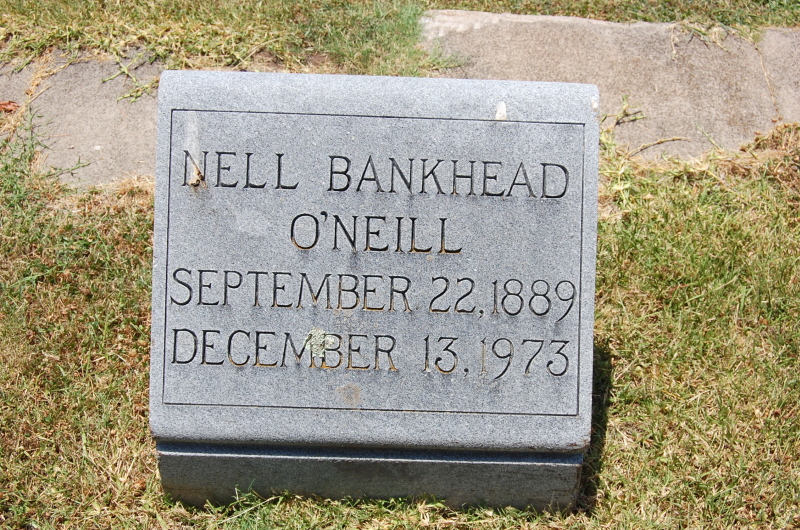 NELL BANKHEAD
O'NEILL
SEPTEMBER 22, 1889
DECEMBER 13, 1973